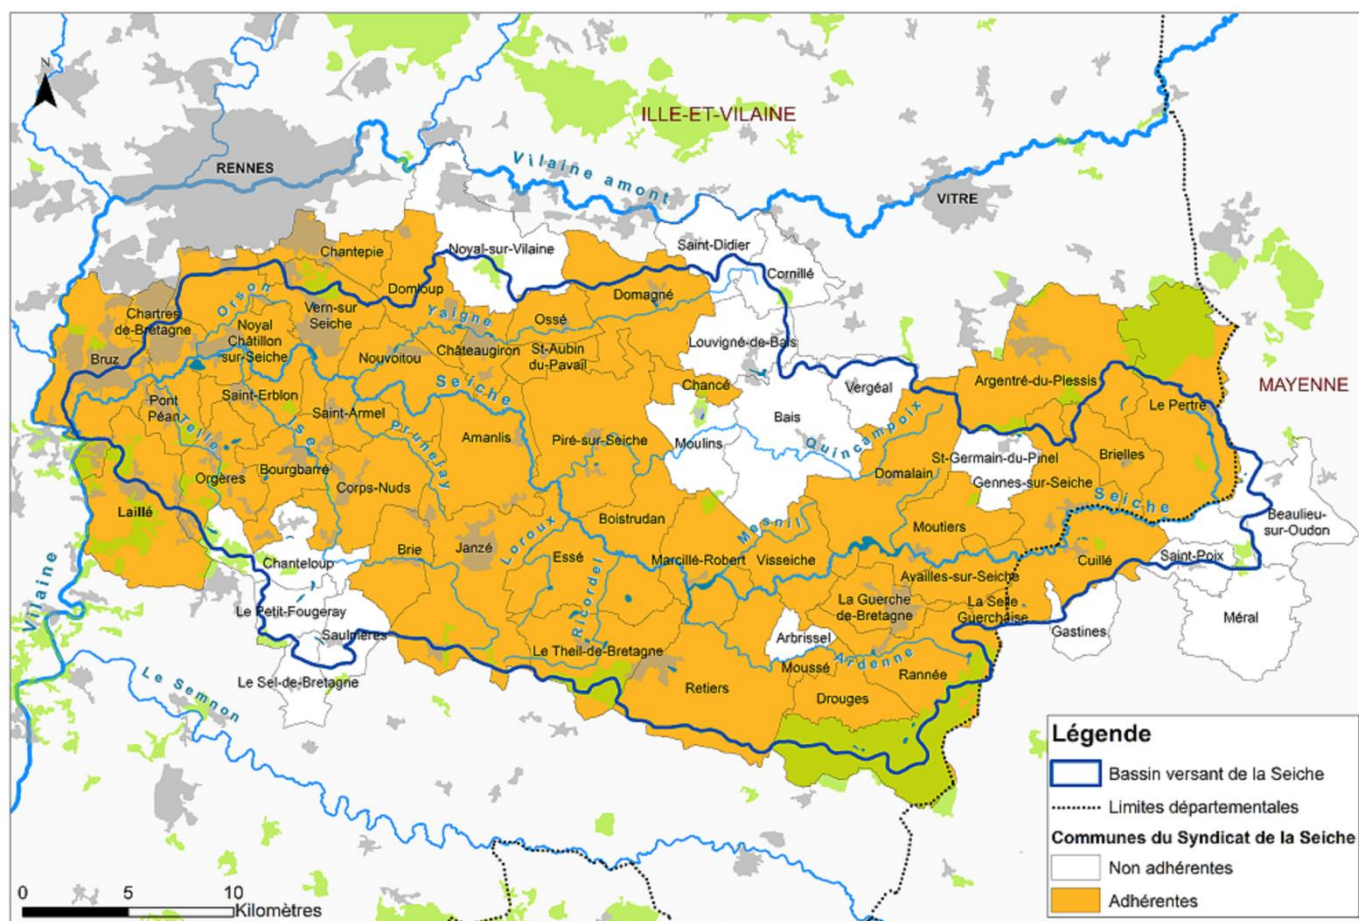 N
ILLE-ET-VILAINE
RENNES
Vilaine amont
VITRE
Chantepie
Noyal-sur-Vilaine
Saint-Didier
Cornillé
Domloup
Domagné
Orson
Chartres
de-Bretagne
Vern-sur
Seiche
Yaigne
Ossé
Noyal
Châtillon
sur-Seiche
Bruz
Nouvoitou
Châteaugiron
St-Aubin
du-Pavail
Louvigné-de-Bais
MAYENNE
Chancé
Vergéal
Argentré-du-Plessis
Seiche
Saint-Erblon
Pont
Péan
Saint-Armel
Le Pertre
Telle
Ise
Prunelay
Amanlis
Piré-sur-Seiche
Moulins
Bais
Quincampoix
St-Germain-du-Pinel
Brielles
Orgères
Bourgbarré
Corps-Nuds
Domalain
Gennes-sur-Seiche
Seiche
Laillé
Boistrudan
Mesnil
Moutiers
Beaulieu
sur-Oudon
Chanteloup
Brie
Janzé
Loroux
Essé
Marcillé-Robert
Visseiche
Cuillé
Saint-Poix
Availles-sur-Seiche
Le Petit-Fougeray
Ricordel
La Guerche
de-Bretagne
La Selle
Guerchaise
Vilaine
Saulnières
Arbrissel
Gastines
Méral
Le Theil-de-Bretagne
Moussé
Ardenne
Rannée
Le Sel-de-Bretagne
Retiers
Drouges
Le Semnon
Légende
Bassin versant de la Seiche
Limites départementales
Communes du Syndicat de la Seiche
Non adhérentes
Adhérentes
0 5 10
Kilomètres